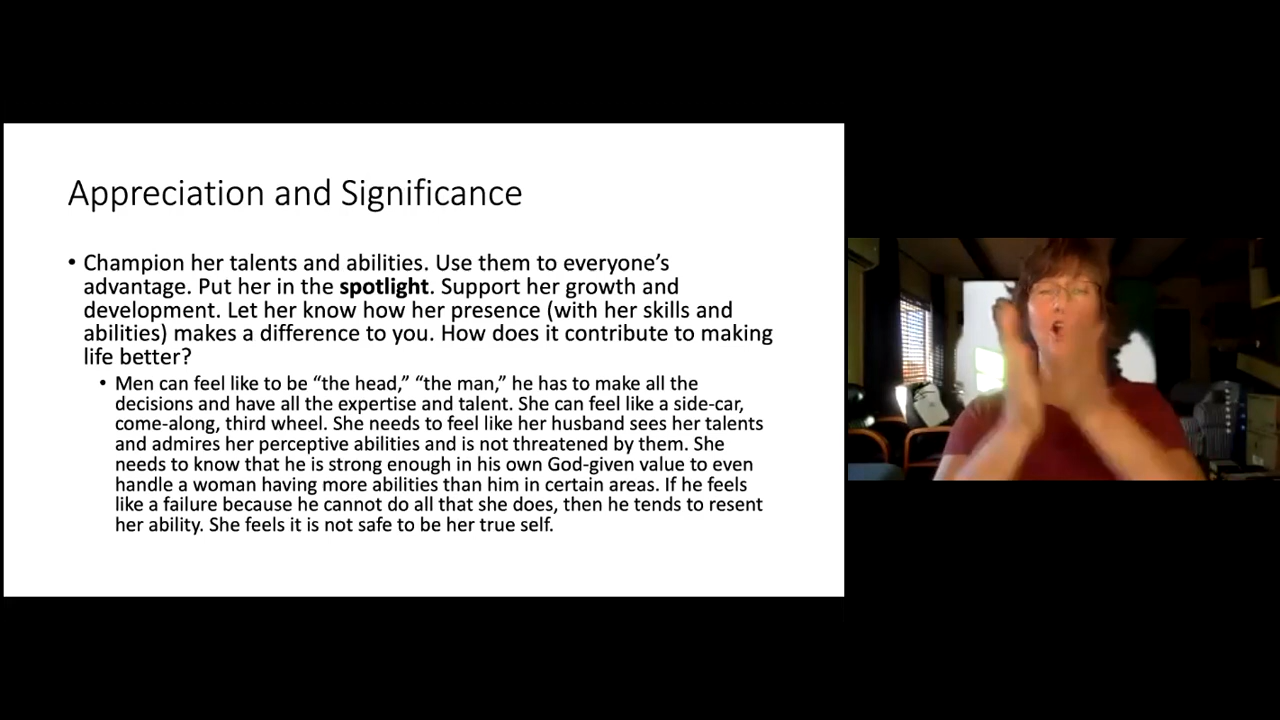 Appreciation and Significance
• Champion her talents and abilities. Use them to everyone’s
advantage. Put her in the spotlight. Support her growth and
development. Let her know how her presence (with her skills and
abilities) makes a difference to you. How does it contribute to making
life better?
• Men can feel like to be “the head,” “the man,” he has to make all the
decisions and have all the expertise and talent. She can feel like a side-car,
come-along, third wheel. She needs to feel like her husband sees her talents
and admires her perceptive abilities and is not threatened by them. She
needs to know that he is strong enough in his own God-given value to even
handle a woman having more abilities than him in certain areas. If he feels
like a failure because he cannot do all that she does, then he tends to resent
her ability. She feels it is not safe to be her true self.